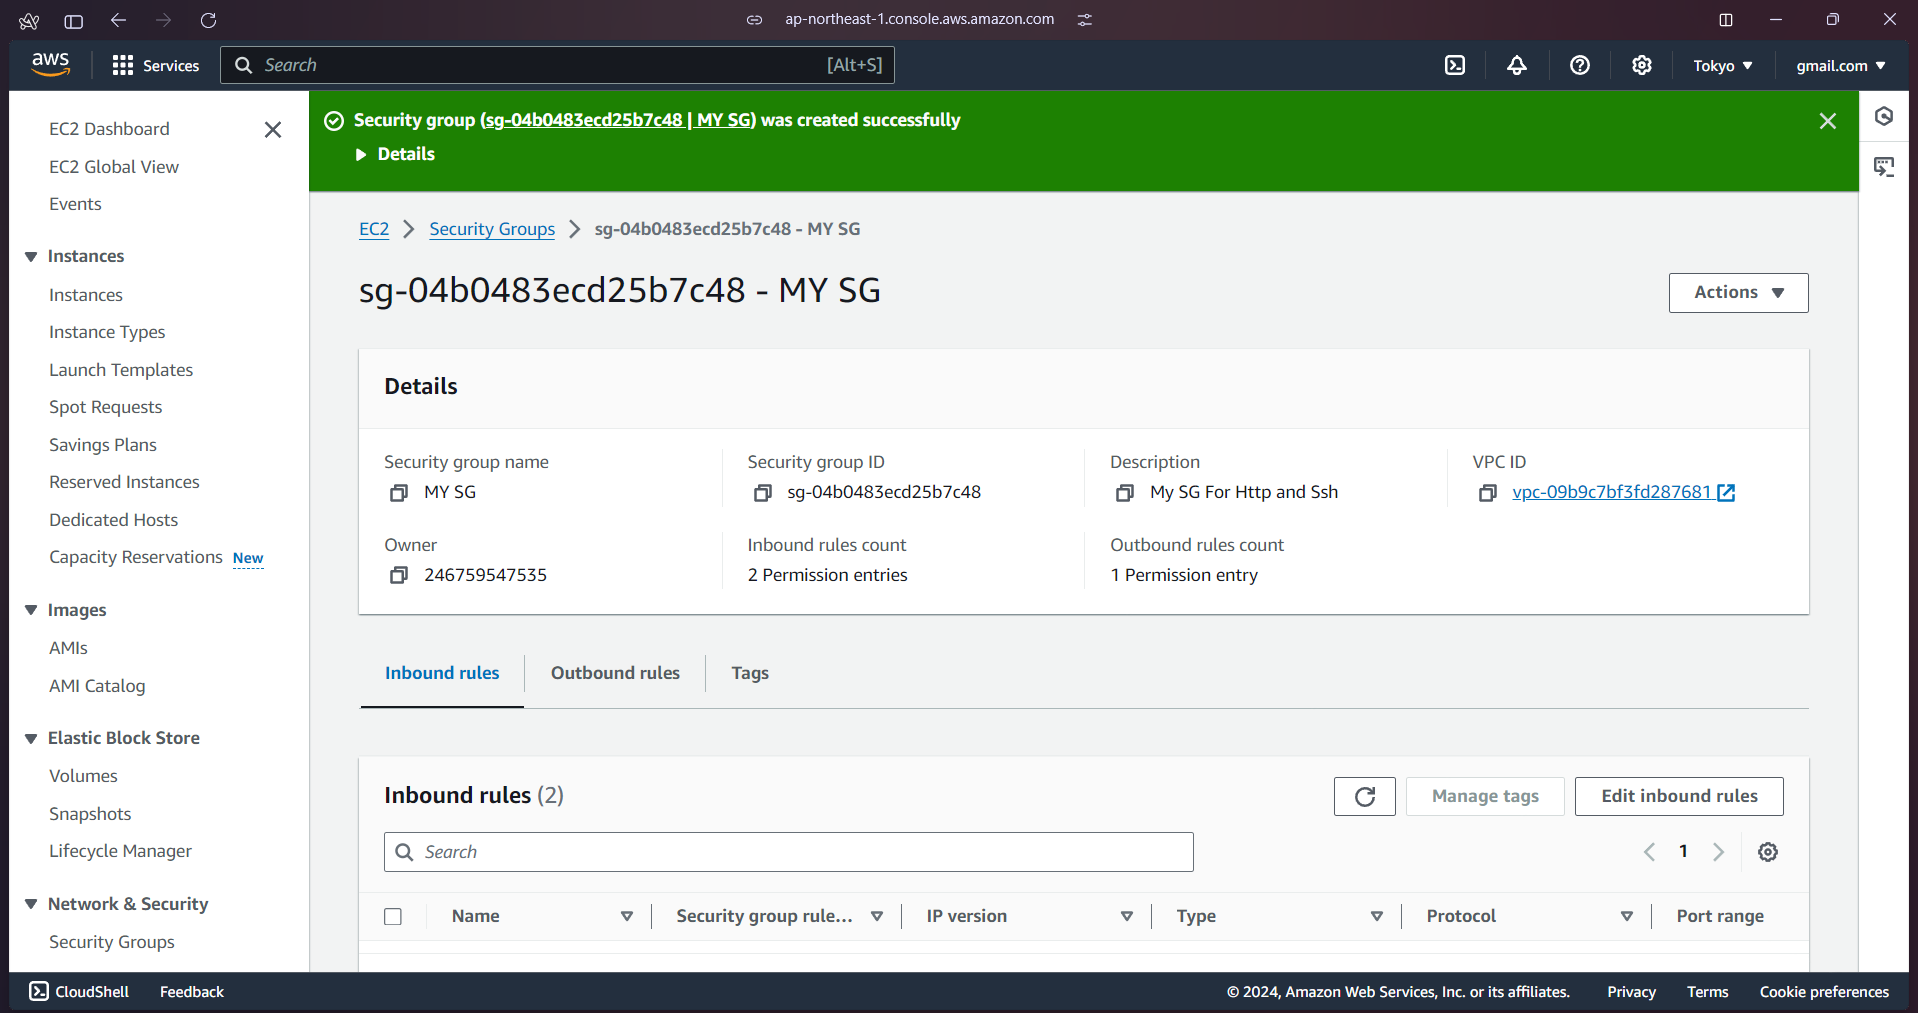 ap-northeast-1.console.aws.amazon.com
aws
Services
Search
[Alt+S]
Tokyo
gmail.com
EC2 Dashboard
EC2 Global View
Events
Instances
Instances
Instance Types
Launch Templates
Spot Requests
Savings Plans
Reserved Instances
Dedicated Hosts
Capacity Reservations New
Images
AMIs
AMI Catalog
Elastic Block Store
Volumes
Snapshots
Lifecycle Manager
Network & Security
Security Groups
Security group (sg-04b0483ecd25b7c48 | MY SG) was created successfully
Details
EC2 > Security Groups > sg-04b0483ecd25b7c48 - MY SG
sg-04b0483ecd25b7c48 - MY SG
Actions
Details
Security group name
MY SG
Security group ID
sg-04b0483ecd25b7c48
Description
My SG For Http and Ssh
VPC ID
vpc-09b9c7bf3fd287681
Owner
246759547535
Inbound rules count
2 Permission entries
Outbound rules count
1 Permission entry
Inbound rules
Outbound rules
Tags
Inbound rules (2)
Manage tags
Edit inbound rules
Search
1
Name
Security group rule...
IP version
Type
Protocol
Port range
CloudShell
Feedback
© 2024, Amazon Web Services, Inc. or its affiliates.
Privacy
Terms
Cookie preferences